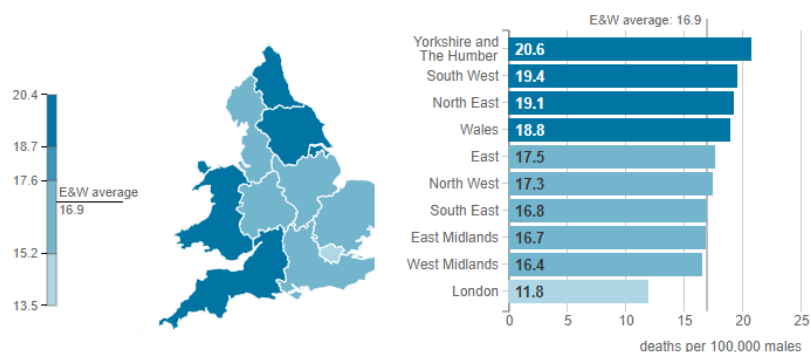 20.4
18.7
17.6
E&W average
16.9
15.2
13.5
E&W average: 16.9
Yorkshire and
The Humber
20.6
South West
19.4
North East
19.1
Wales
18.8
East
17.5
North West
17.3
South East
16.8
East Midlands
16.7
West Midlands
16.4
London
11.8
0
5
10
15
20
25
deaths per 100,000 males